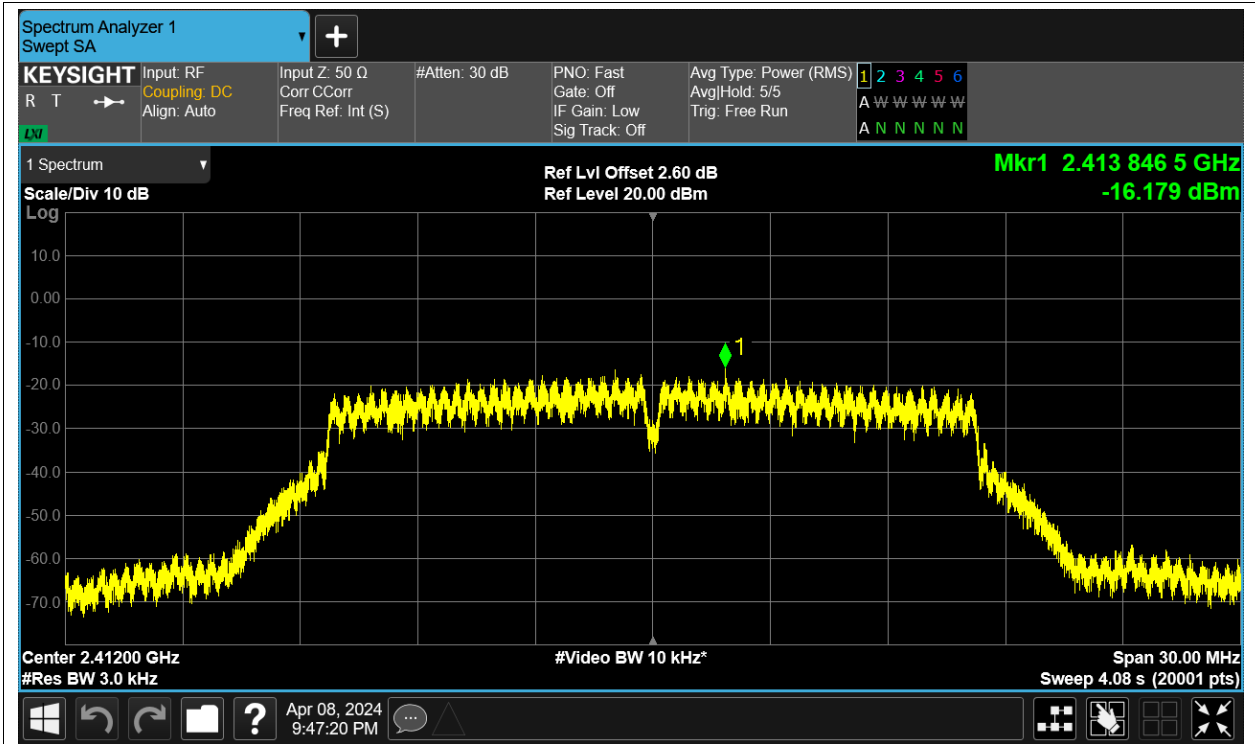 Spectrum Analyzer 1
Swept SA
KEYSIGHT
R T
LXI
Input: RF
Coupling: DC
Align: Auto
Input Z: 50 Ω
Corr CCorr
Freq Ref: Int (S)
#Atten: 30 dB
PNO: Fast
Gate: Off
IF Gain: Low
Sig Track: Off
Avg Type: Power (RMS)
Avg|Hold: 5/5
Trig: Free Run
1 2 3 4 5 6
A W W W W W
A N N N N N
1 Spectrum
Scale/Div 10 dB
Ref Lvl Offset 2.60 dB
Ref Level 20.00 dBm
Mkr1 2.413 846 5 GHz
-16.179 dBm
Log
10.0
0.00
-10.0
1
-20.0
-30.0
-40.0
-50.0
-60.0
-70.0
Center 2.41200 GHz
#Video BW 10 kHz*
Span 30.00 MHz
#Res BW 3.0 kHz
Sweep 4.08 s (20001 pts)
?
Apr 08, 2024
9:47:20 PM